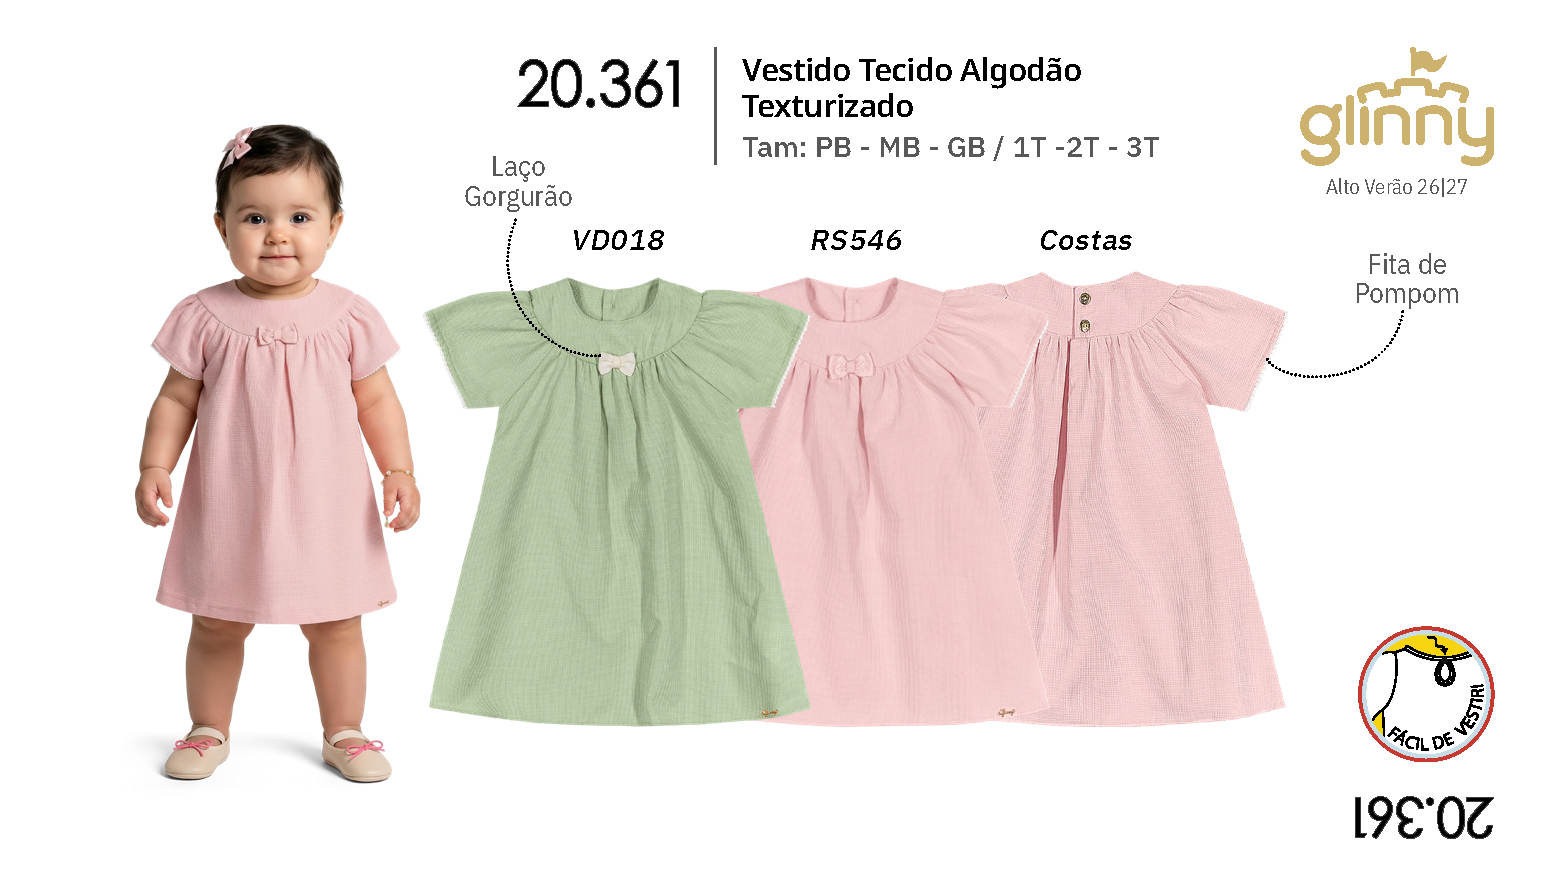 20.361
Vestido Tecido Algodão
Texturizado
Tam: PB - MB - GB / 1T -2T - 3T
glinny
Alto Verão 26|27
Laço
Gorgurão
VD018
RS546
Costas
Fita de
Pompom
FÁCIL DE VESTIR!
20.361